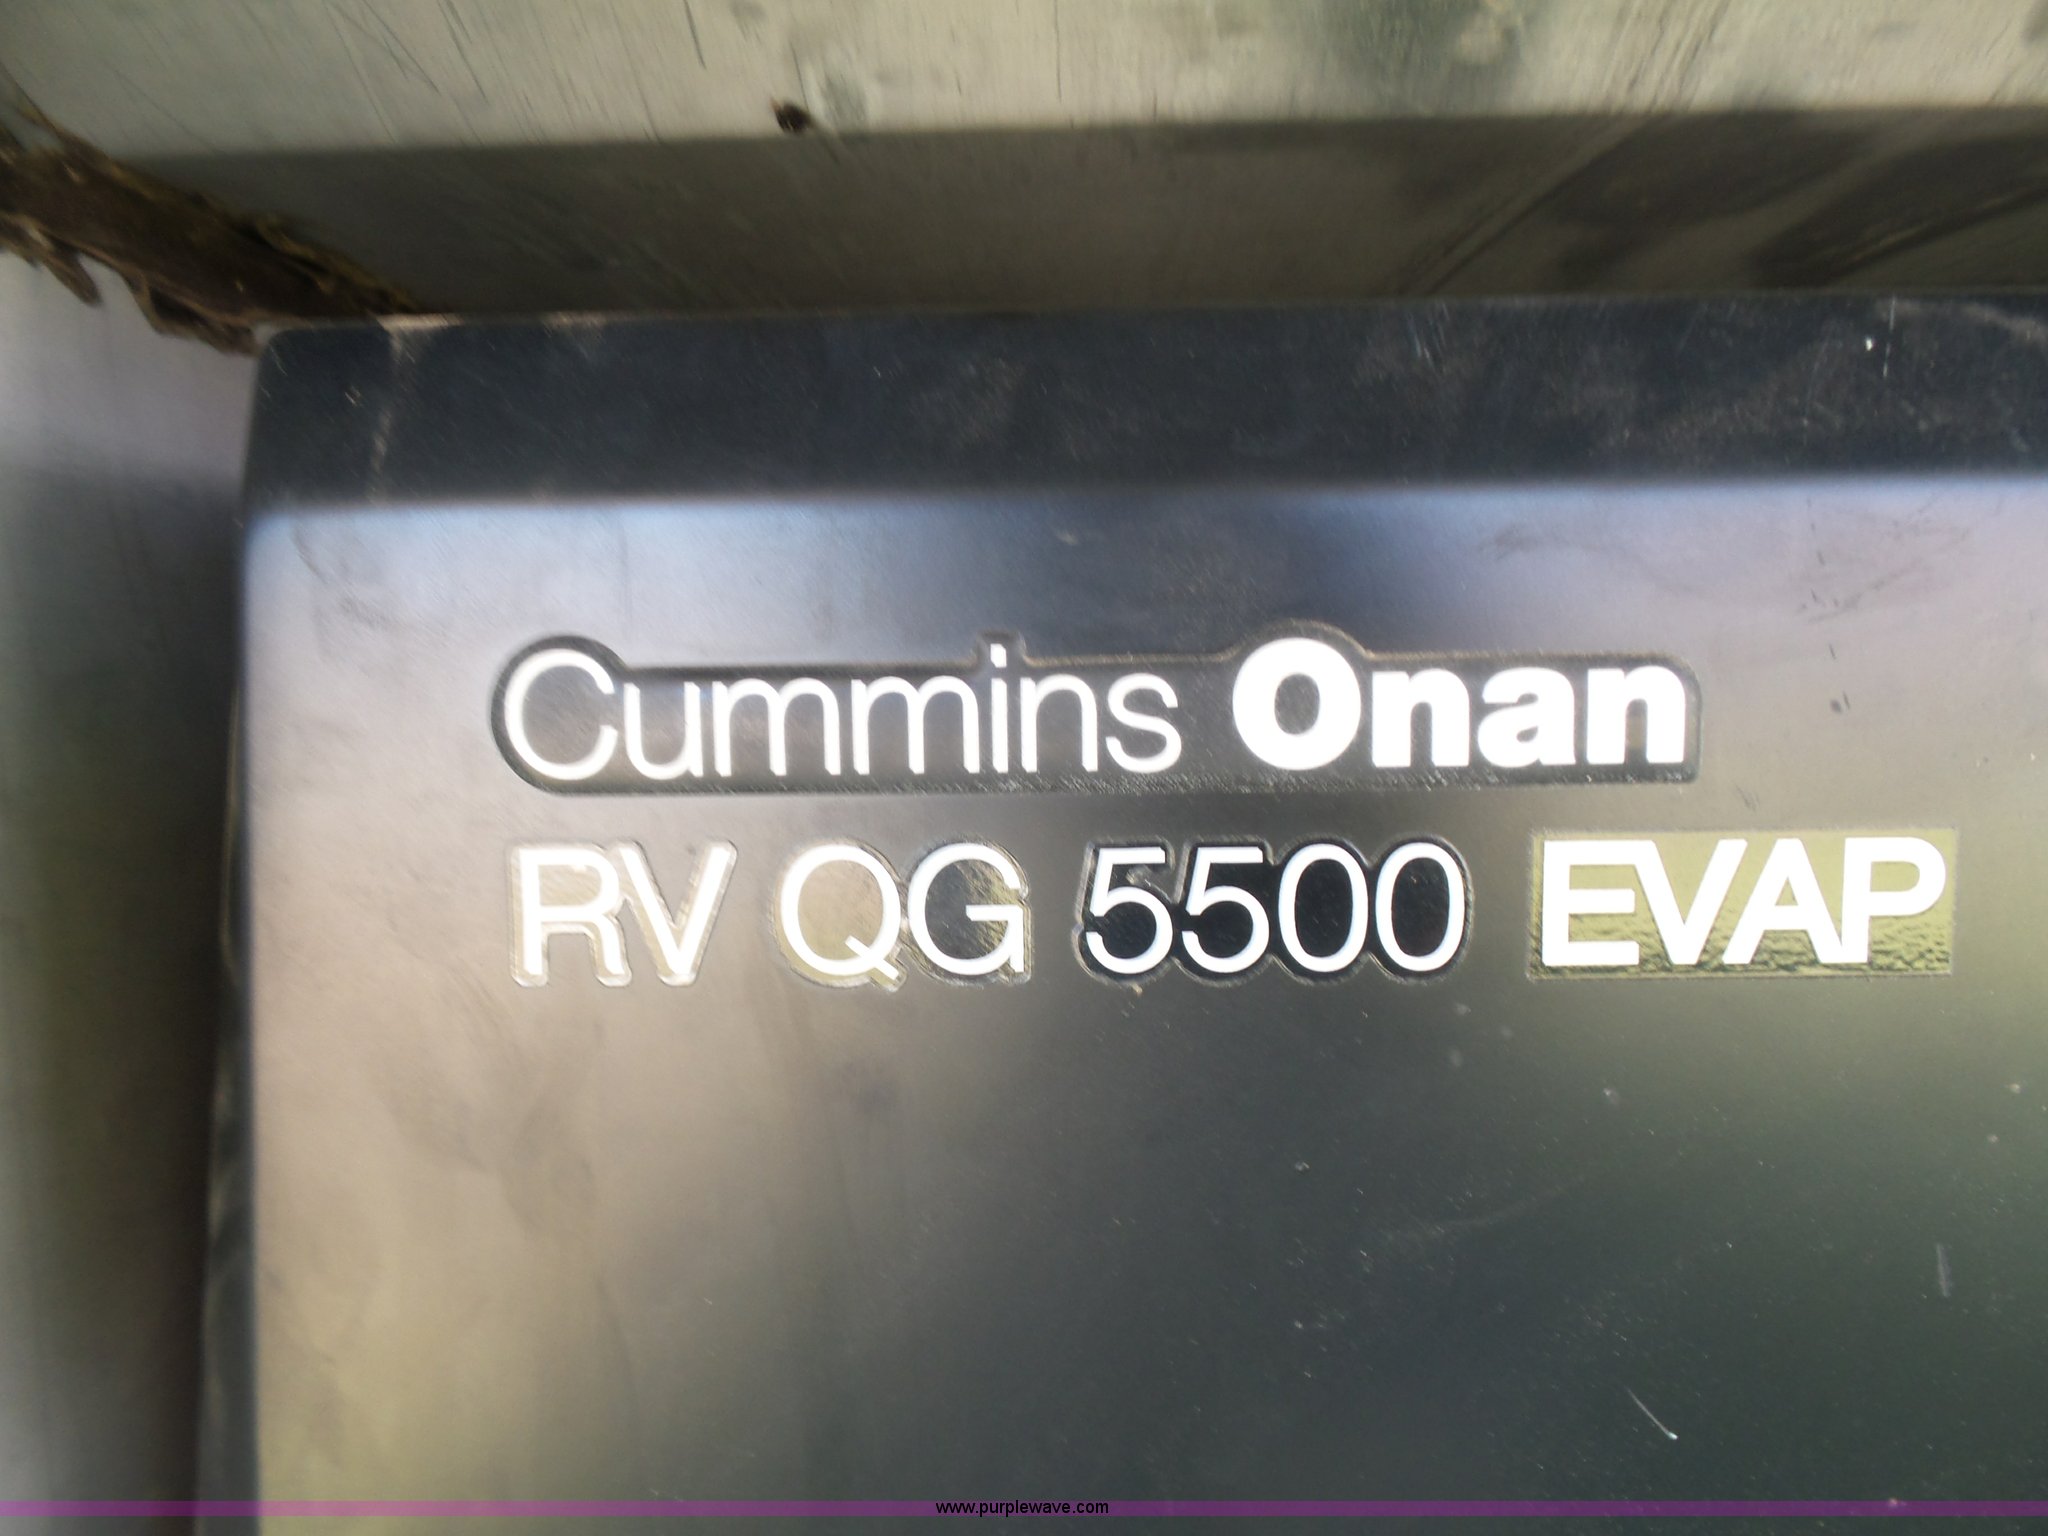 Cummins Onan
RV QG 5500 EVAP
www.purplewave.com